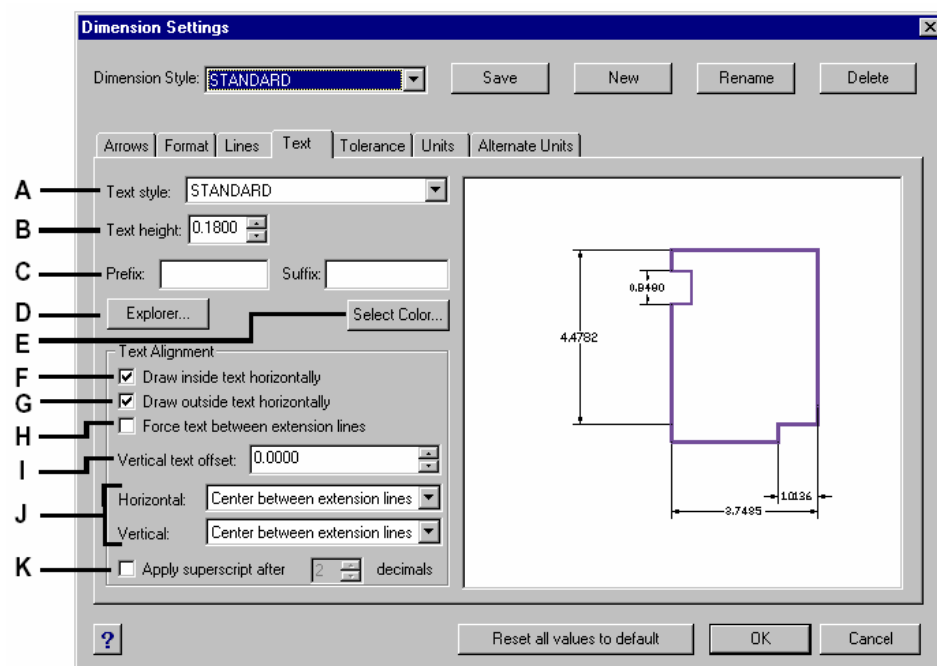 Dimension Settings
Dimension Style: STANDARD Save New Rename Delete
Arrows Format Lines Text Tolerance Units Alternate Units
A Text style: STANDARD
B Text height: 0.1800
C Prefix: Suffix:
D Explorer... Select Color...
E
Text Alignment
F Draw inside text horizontally
G Draw outside text horizontally
H Force text between extension lines
I Vertical text offset: 0.0000
J Horizontal: Center between extension lines
Vertical: Center between extension lines
K Apply superscript after 2 decimals
0.8490
4.4782
1.0136
3.7495
? Reset all values to default OK Cancel